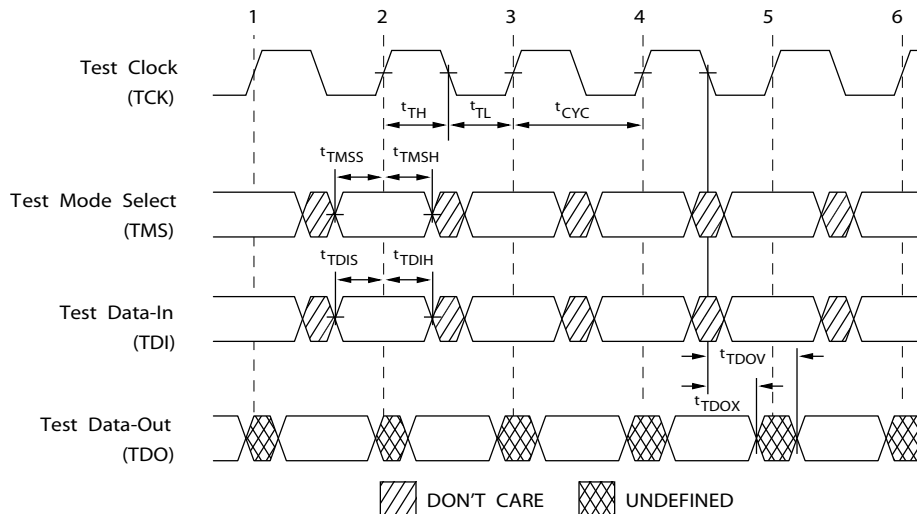 1 2 3 4 5 6
Test Clock
(TCK)
tTH tTL tCYC
tTMSS tTMSH
Test Mode Select
(TMS)
tTDIS tTDIH
Test Data-In
(TDI)
tTDOV
tTDOX
Test Data-Out
(TDO)
DON'T CARE UNDEFINED